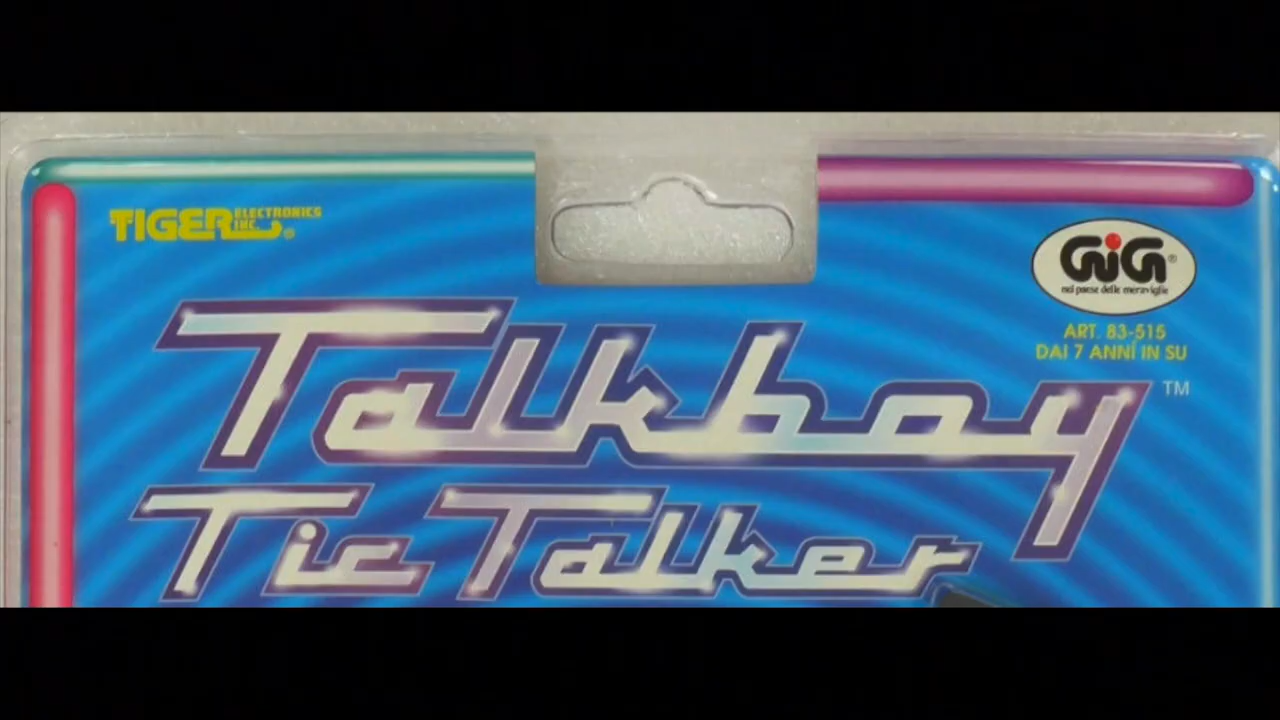 TIGER ELECTRONICS INC.®
GiG®
nel paese delle meraviglie
ART. 83-515
DAI 7 ANNI IN SU
Talkboy™
Tic Talker